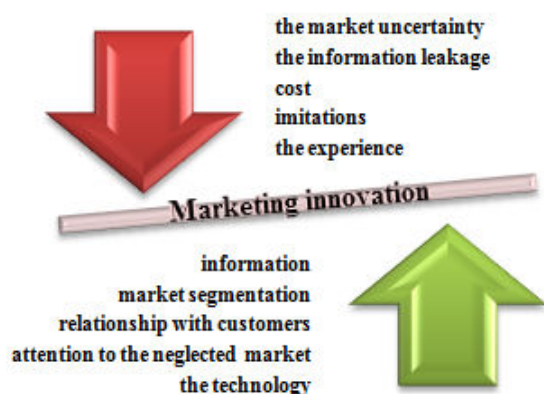 the market uncertainty
the information leakage
cost
imitations
the experience
Marketing innovation
information
market segmentation
relationship with customers
attention to the neglected market
the technology